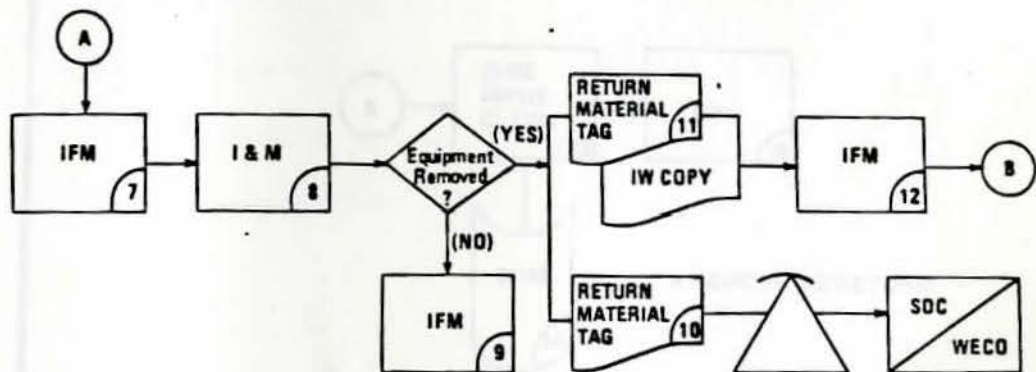 A
IFM
7
I & M
8
Equipment
Removed
?
(YES)
(NO)
IFM
9
RETURN
MATERIAL
TAG
11
IW COPY
IFM
12
B
RETURN
MATERIAL
TAG
10
SDC
WECO